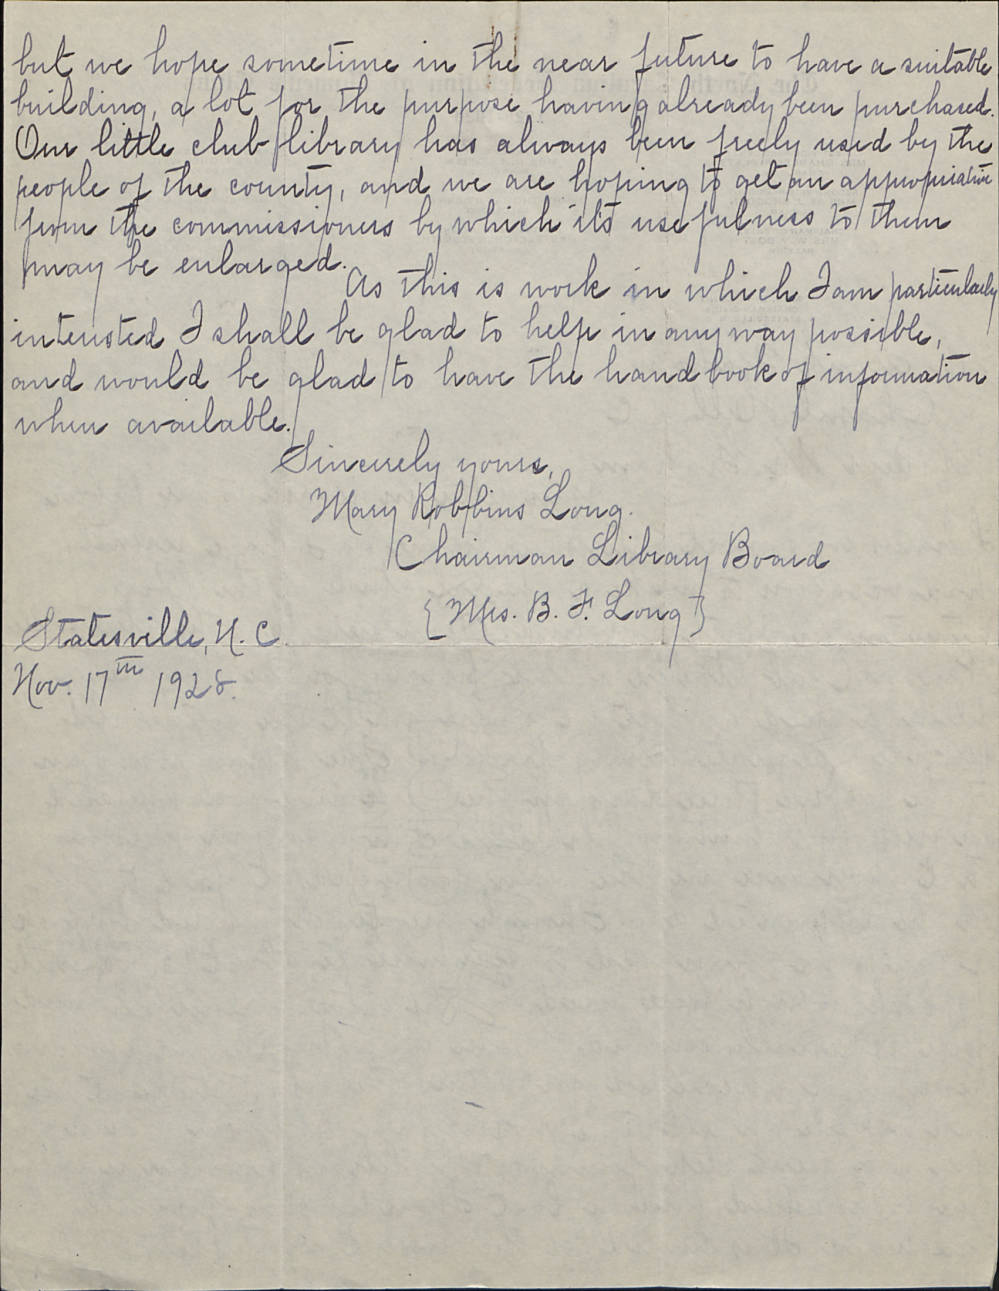 but we hope sometime in the near future to have a suitable
building, a lot for the purpose having already been purchased.
Our little club library has always been freely used by the
people of the county, and we are hoping to get an appropriation
from the commissioners by which it's usefulness to them
may be enlarged.
As this is work in which I am particularly
interested I shall be glad to help in any way possible,
and would be glad to have the handbook of information
when available.
Sincerely yours,
Mary Robbins Long.
Chairman Library Board
{Mrs. B. F. Long}
Statesville, N. C.
Nov. 17th 1928.